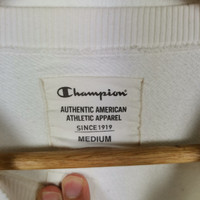 Champion
AUTHENTIC AMERICAN
ATHLETIC APPAREL
SINCE 1919
MEDIUM